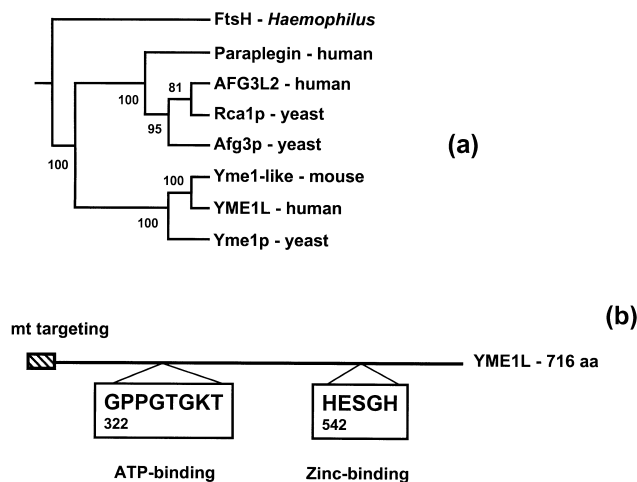 FtsH - Haemophilus
Paraplegin - human
81
AFG3L2 - human
100
Rca1p - yeast
95
Afg3p - yeast
(a)
100
100
Yme1-like - mouse
YME1L - human
100
Yme1p - yeast
(b)
mt targeting
YME1L - 716 aa
GPPGTGKT
322
HESGH
542
ATP-binding
Zinc-binding